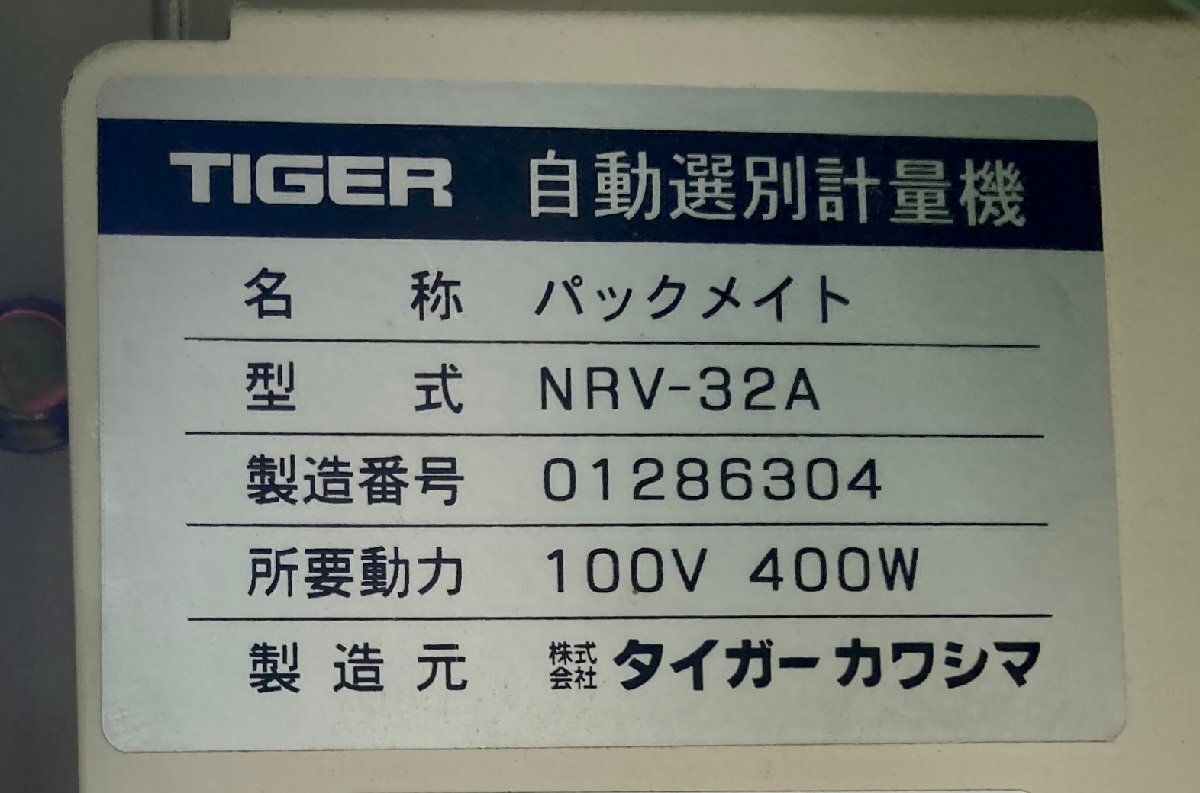 TIGER 自動選別計量機
名称 パックメイト
型式 NRV-32A
製造番号 01286304
所要動力 100V 400W
製造元 株式会社 タイガーカワシマ